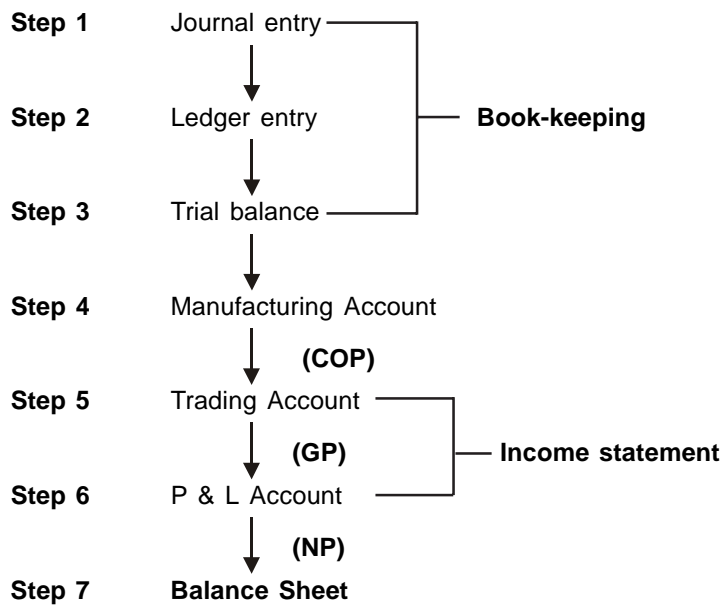 Step 1 Journal entry
Step 2 Ledger entry Book-keeping
Step 3 Trial balance
Step 4 Manufacturing Account
(COP)
Step 5 Trading Account
(GP) Income statement
Step 6 P & L Account
(NP)
Step 7 Balance Sheet